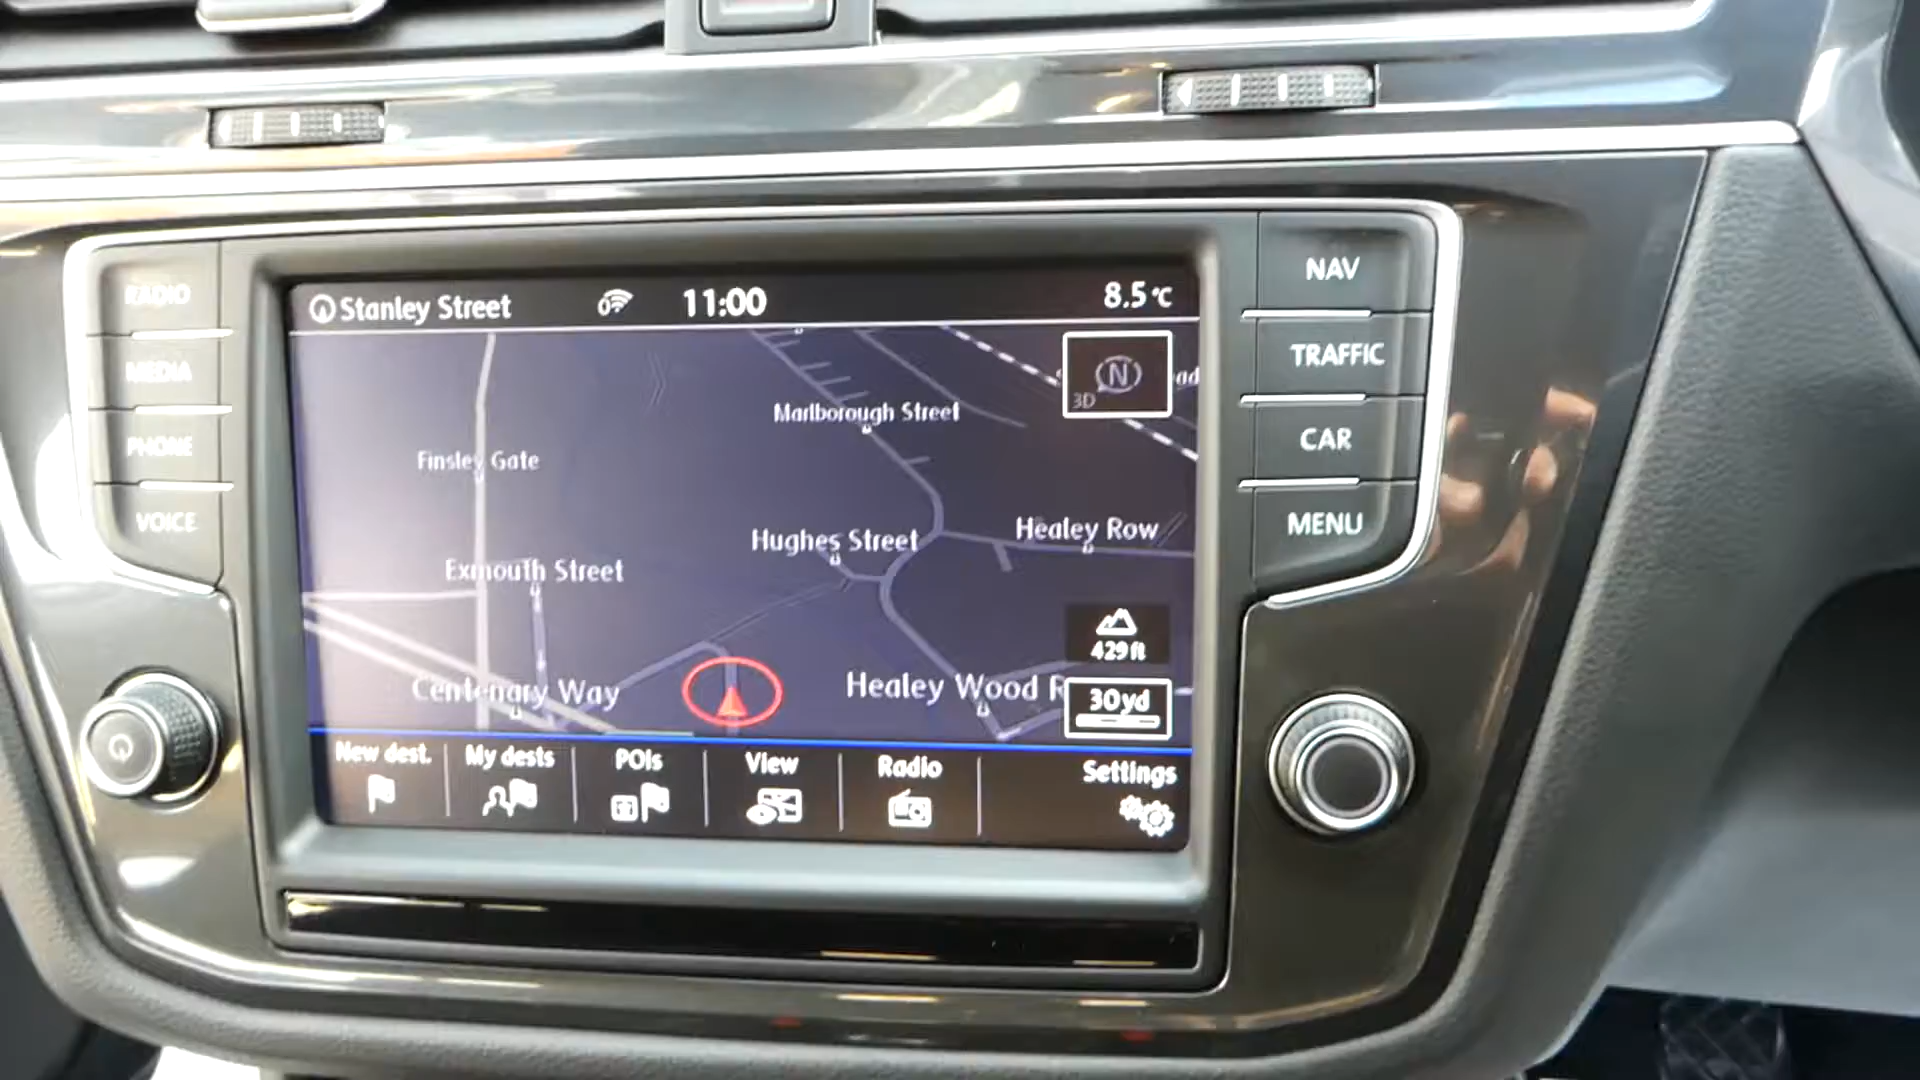 Stanley Street 0 11:00 8.5°C
RADIO
MEDIA
PHONE
VOICE
N
3D
ad
Marlborough Street
Finsley Gate
Hughes Street
Healey Row
Exmouth Street
429ft
Centenary Way
Healey Wood R
30yd
New dest.
My dests
POIs
View
Radio
Settings
NAV
TRAFFIC
CAR
MENU